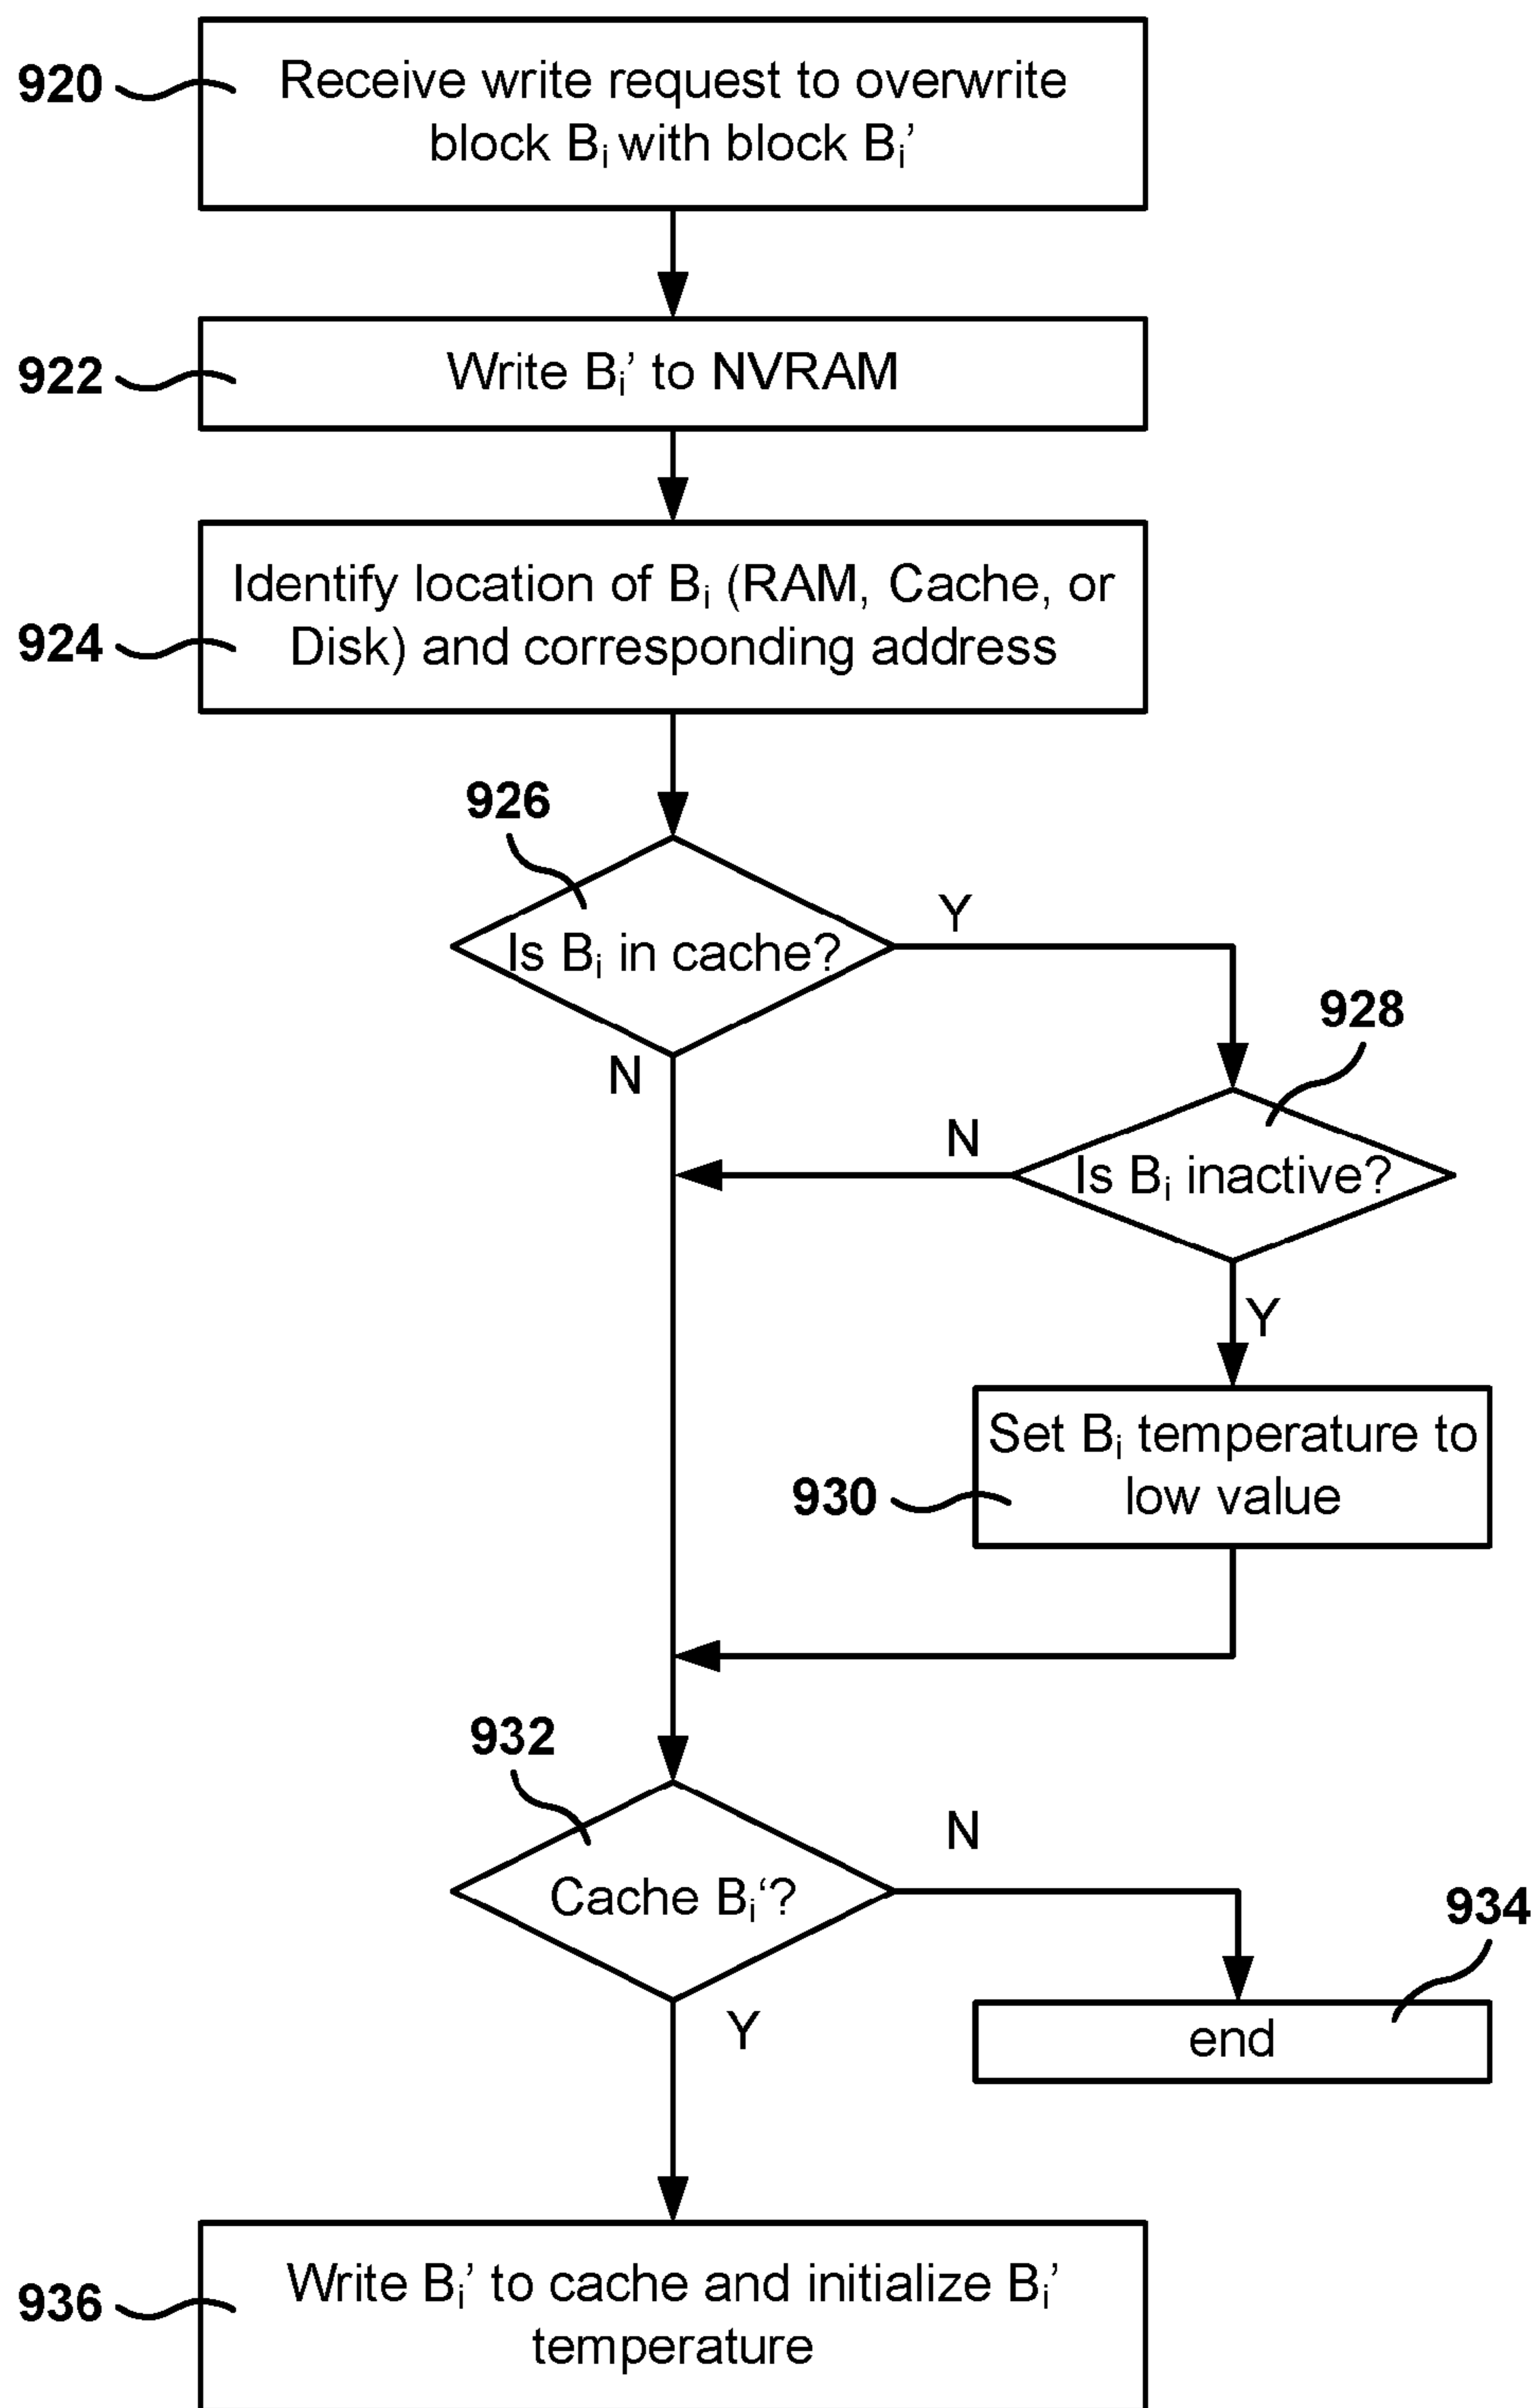 920
Receive write request to overwrite
block Bi with block Bi’
922
Write Bi’ to NVRAM
924
Identify location of Bi (RAM, Cache, or
Disk) and corresponding address
926
Is Bi in cache?
Y
N
928
Is Bi inactive?
N
Y
930
Set Bi temperature to
low value
932
Cache Bi‘?
N
934
end
Y
936
Write Bi’ to cache and initialize Bi’
temperature